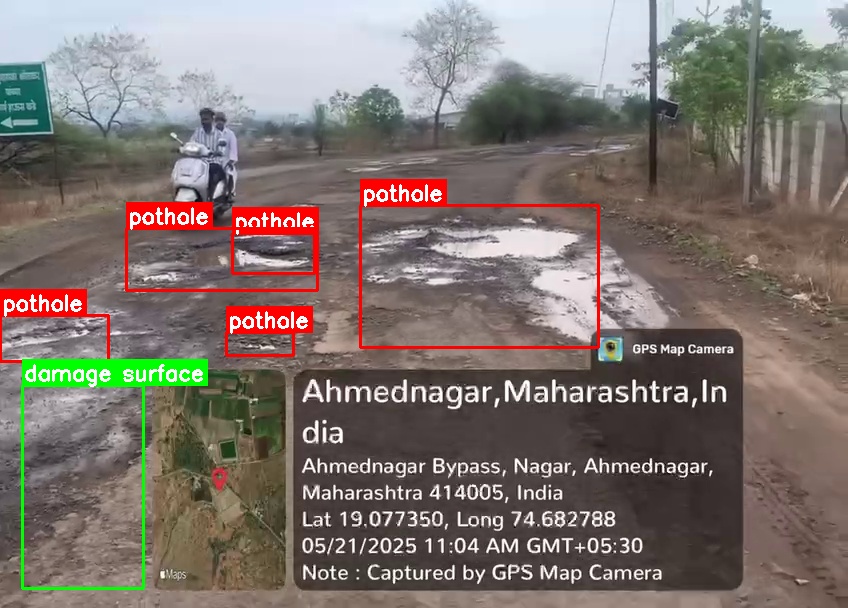 pothole
pothole
pothole
pothole
pothole
damage surface
GPS Map Camera
Ahmednagar,Maharashtra,In
dia
Ahmednagar Bypass, Nagar, Ahmednagar,
Maharashtra 414005, India
Lat 19.077350, Long 74.682788
05/21/2025 11:04 AM GMT+05:30
Note : Captured by GPS Map Camera
Maps